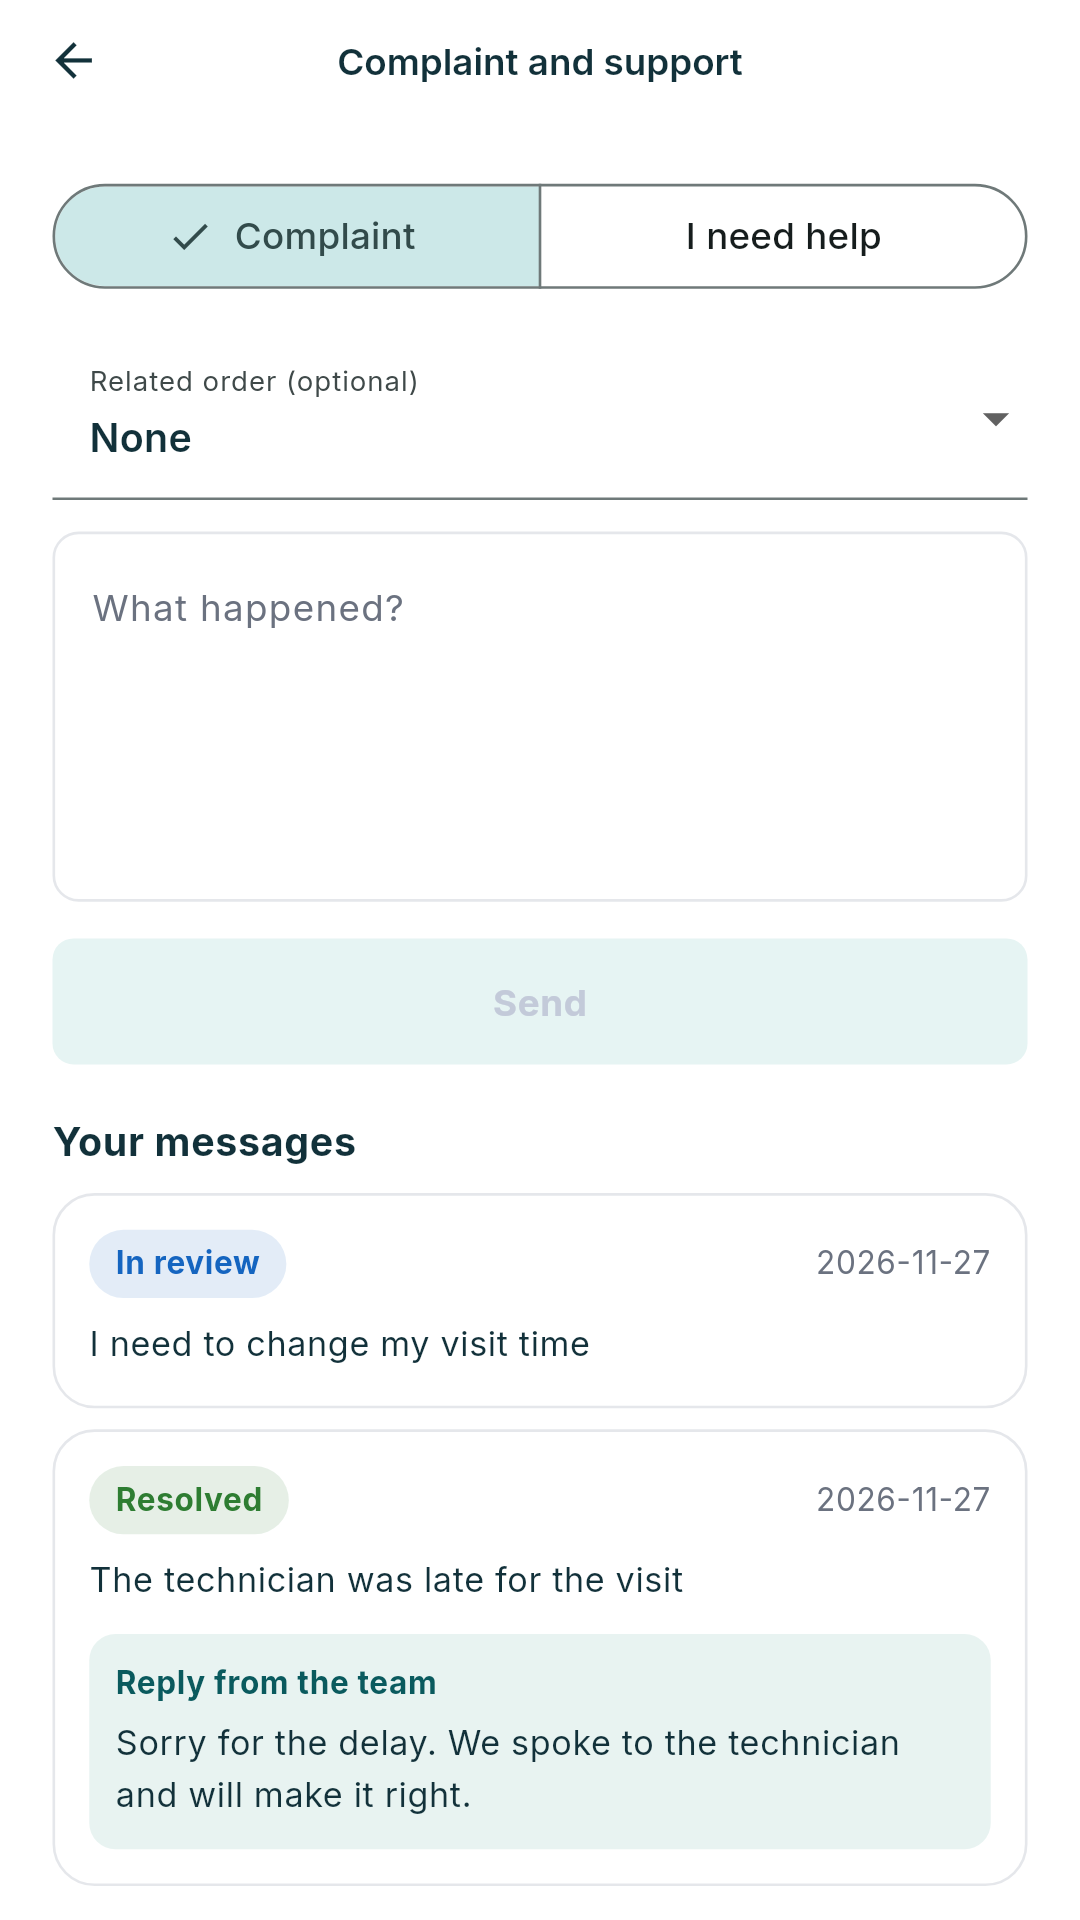 Complaint and support
Complaint
I need help
Related order (optional)
None
What happened?
Send
Your messages
In review
2026-11-27
I need to change my visit time
Resolved
2026-11-27
The technician was late for the visit
Reply from the team
Sorry for the delay. We spoke to the technician
and will make it right.